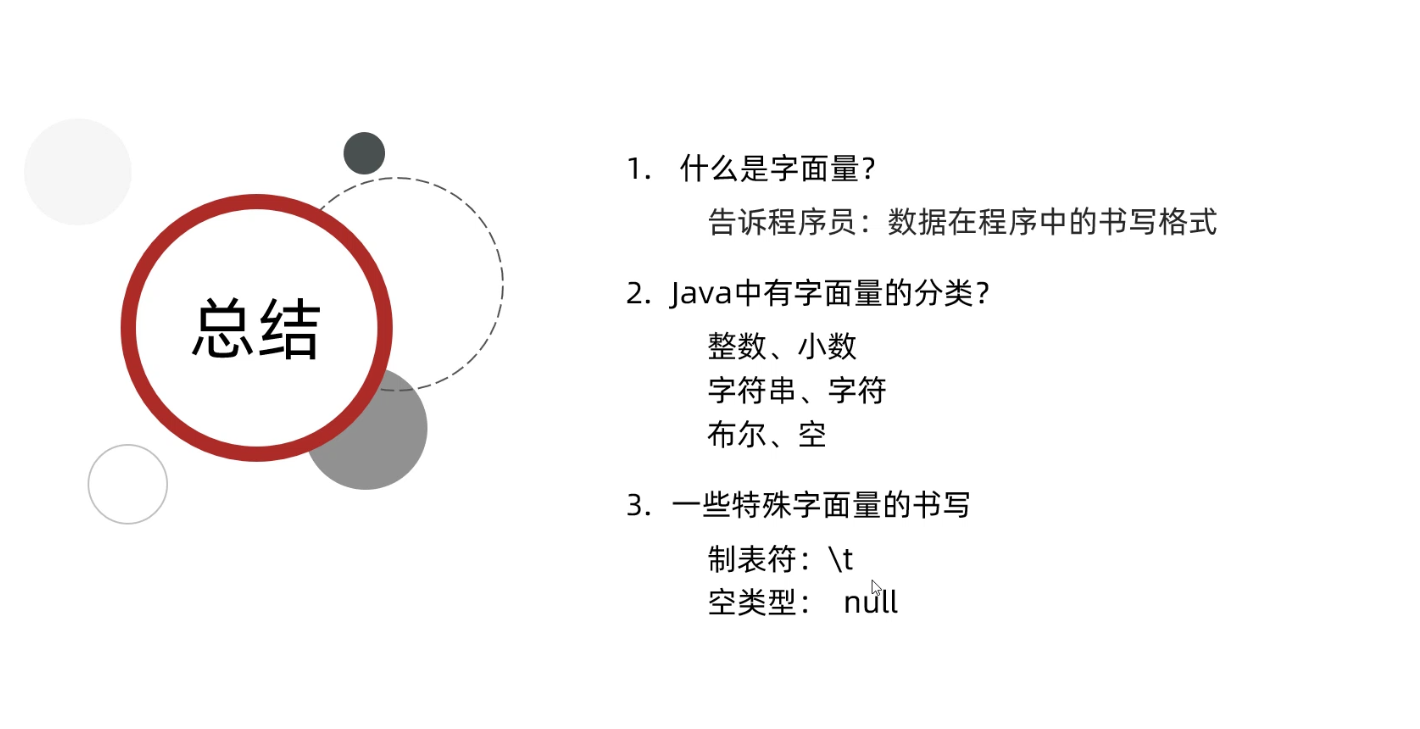 总结
1. 什么是字面量?
告诉程序员：数据在程序中的书写格式
2. Java中有字面量的分类?
整数、小数
字符串、字符
布尔、空
3. 一些特殊字面量的书写
制表符：\t
空类型： null